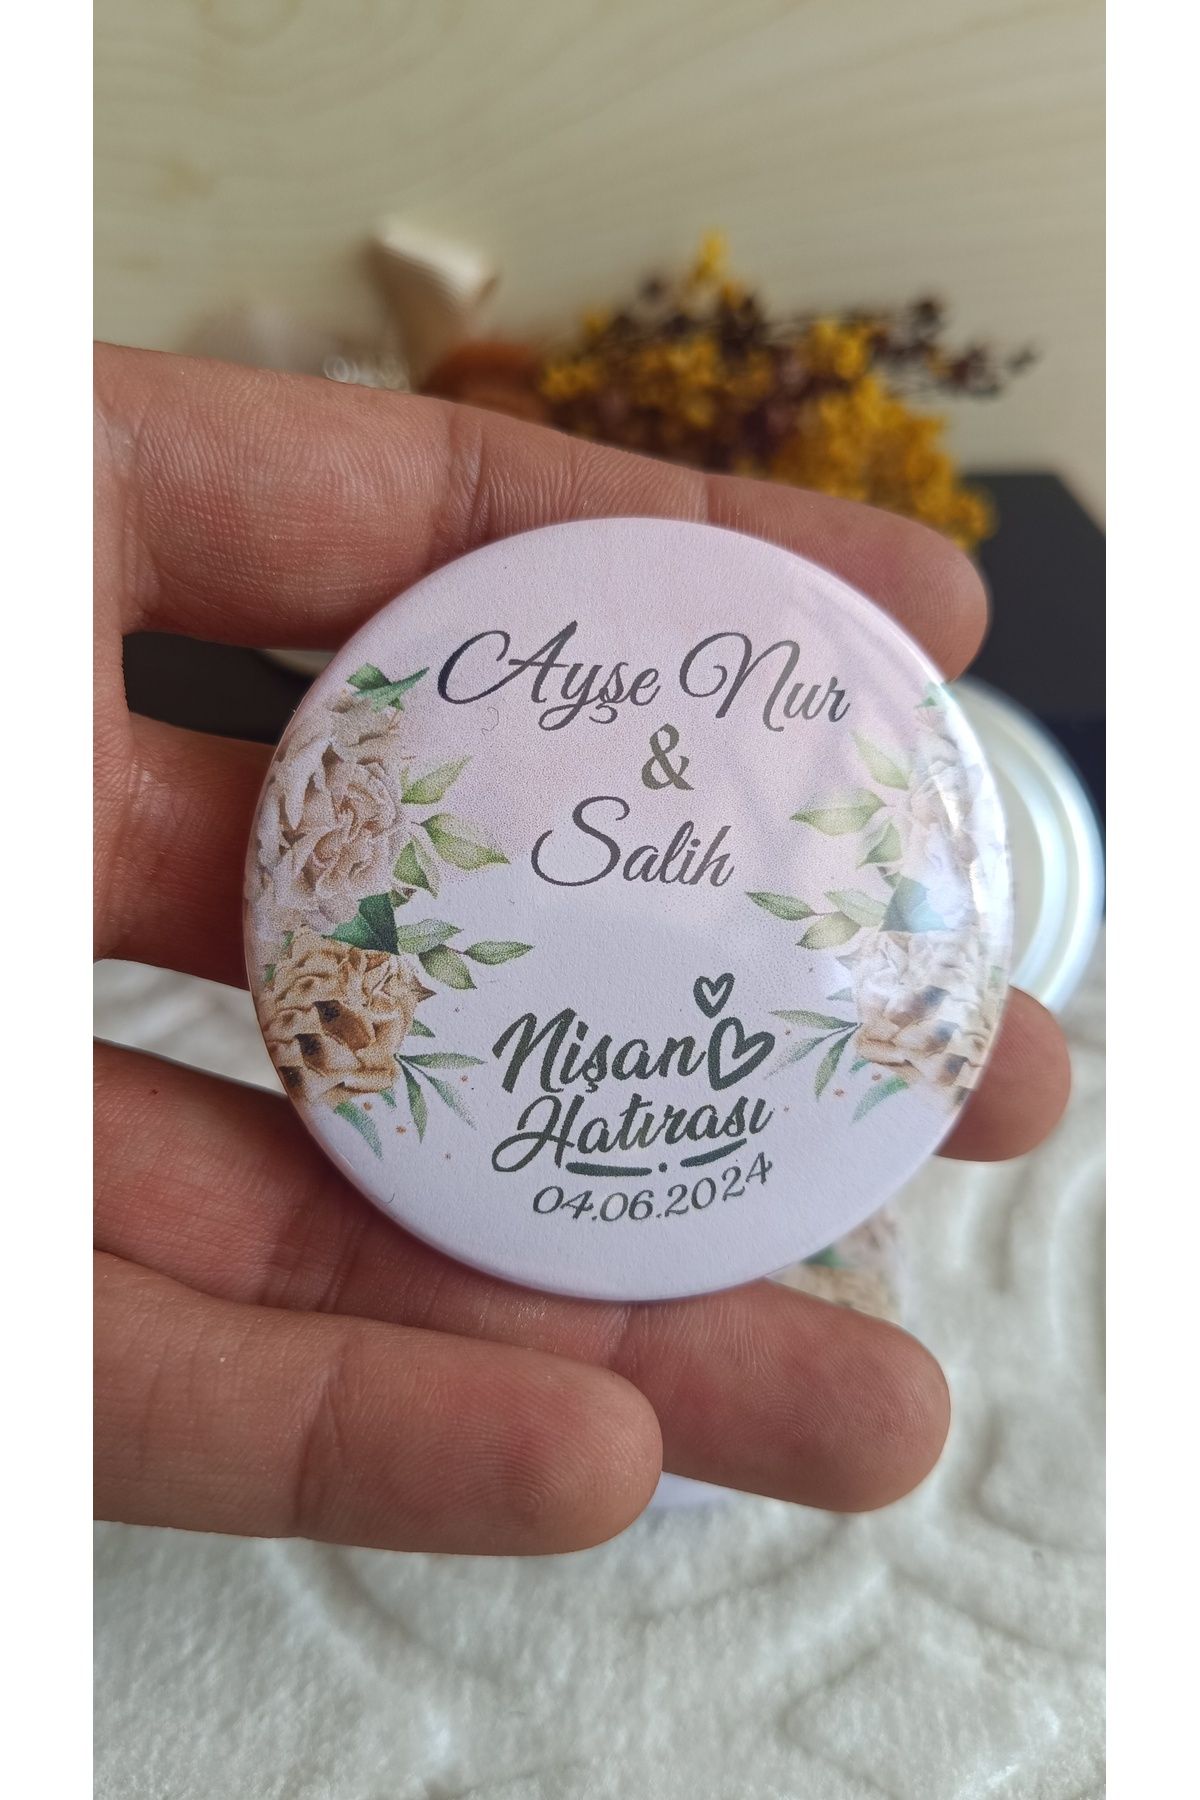 Ayşe Nur
&
Salih
Nişan
Hatırası
04.06.2024